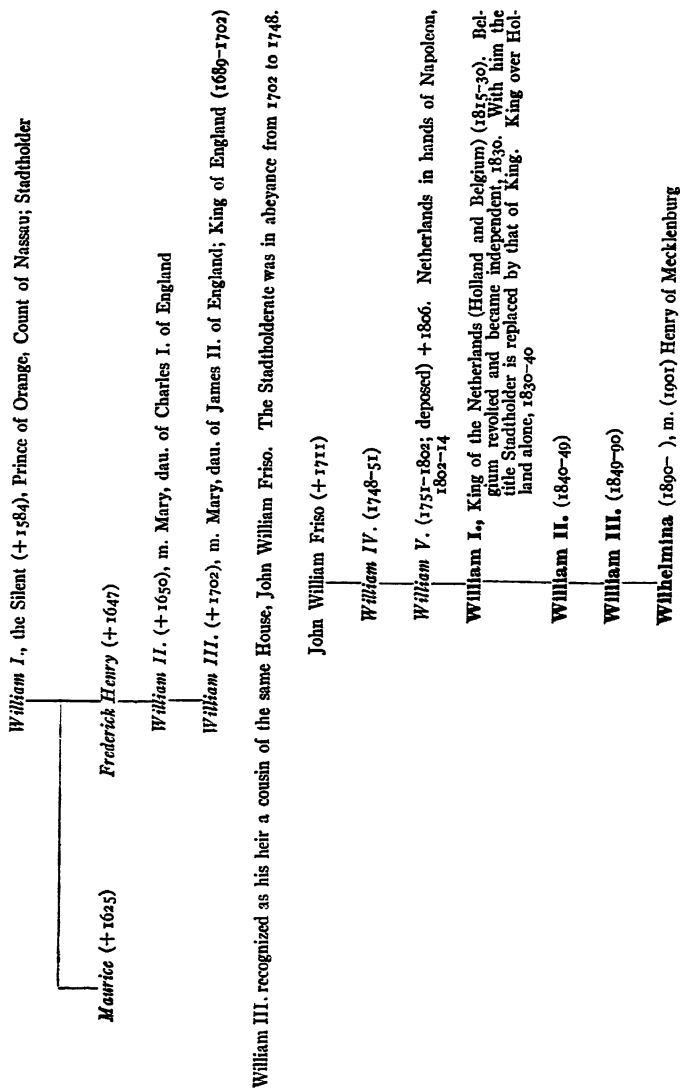 William I., the Silent (+1584), Prince of Orange, Count of Nassau; Stadtholder
Maurice (+1625)
Frederick Henry (+1647)
William II. (+1650), m. Mary, dau. of Charles I. of England
William III. (+1702), m. Mary, dau. of James II. of England; King of England (1689-1702)
William III. recognized as his heir a cousin of the same House, John William Friso. The Stadtholderate was in abeyance from 1702 to 1748.
John William Friso (+1711)
William IV. (1748-51)
William V. (1751-1802; deposed) +1806. Netherlands in hands of Napoleon,
1802-14
William I., King of the Netherlands (Holland and Belgium) (1815-30). Bel-
gium revolted and became independent, 1830. With him the
title Stadtholder is replaced by that of King. King over Hol-
land alone, 1830-40
William II. (1840-49)
William III. (1849-90)
Wilhelmina (1890- ), m. (1901) Henry of Mecklenburg